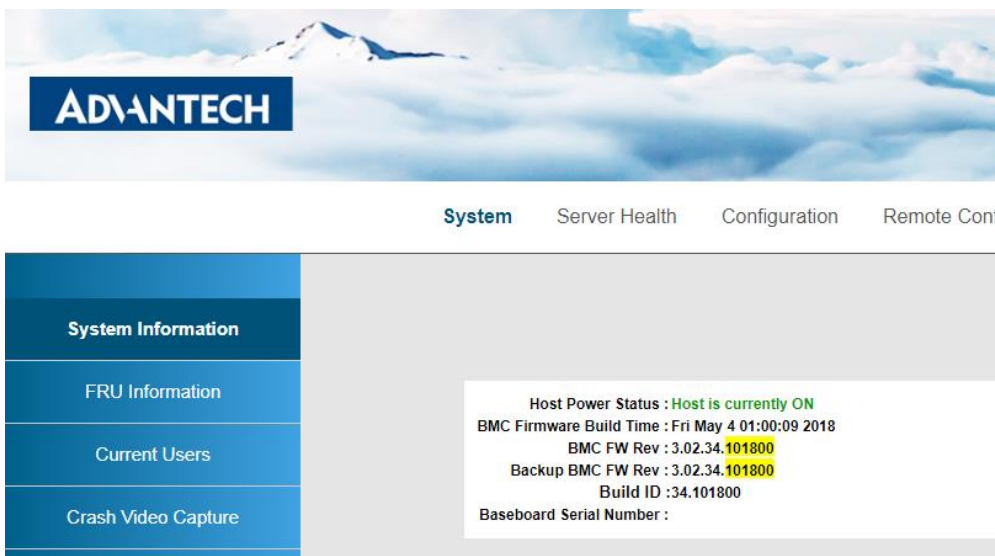 ADVANTECH
System Server Health Configuration Remote Cont
System Information
FRU Information
Current Users
Crash Video Capture
Host Power Status : Host is currently ON
BMC Firmware Build Time : Fri May 4 01:00:09 2018
BMC FW Rev : 3.02.34.101800
Backup BMC FW Rev : 3.02.34.101800
Build ID :34.101800
Baseboard Serial Number :